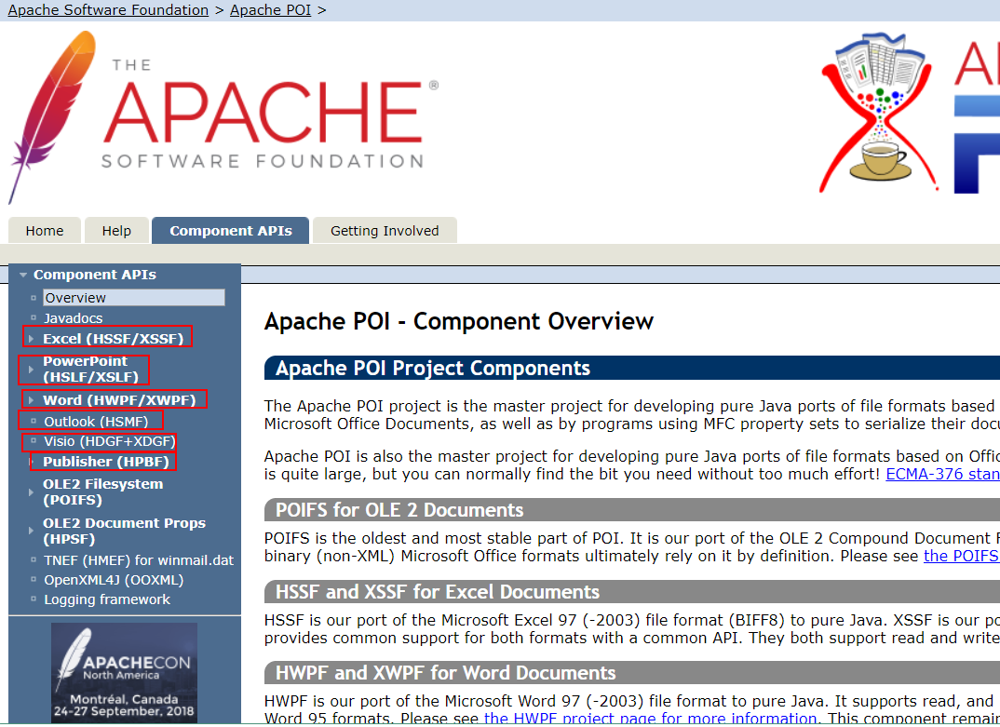 Apache Software Foundation > Apache POI >
THE
APACHE®
SOFTWARE FOUNDATION
Home
Help
Component APIs
Getting Involved
Component APIs
Overview
Javadocs
Excel (HSSF/XSSF)
PowerPoint
(HSLF/XSLF)
Word (HWPF/XWPF)
Outlook (HSMF)
Visio (HDGF+XDGF)
Publisher (HPBF)
OLE2 Filesystem
(POIFS)
OLE2 Document Props
(HPSF)
TNEF (HMEF) for winmail.dat
OpenXML4J (OOXML)
Logging framework
APACHECON
North America
Montréal, Canada
24-27 September, 2018
Apache POI - Component Overview
Apache POI Project Components
The Apache POI project is the master project for developing pure Java ports of file formats based
Microsoft Office Documents, as well as by programs using MFC property sets to serialize their
Apache POI is also the master project for developing pure Java ports of file formats based on
is quite large, but you can normally find the bit you need without too much effort! ECMA-376
POIFS for OLE 2 Documents
POIFS is the oldest and most stable part of POI. It is our port of the OLE 2 Compound Document
binary (non-XML) Microsoft Office formats ultimately rely on it by definition. Please see the POIFS
HSSF and XSSF for Excel Documents
HSSF is our port of the Microsoft Excel 97 (-2003) file format (BIFF8) to pure Java. XSSF is our
provides common support for both formats with a common API. They both support read and write
HWPF and XWPF for Word Documents
HWPF is our port of the Microsoft Word 97 (-2003) file format to pure Java. It supports read, and
Word 95 formats. Please see the HWPF project page for more information. This component